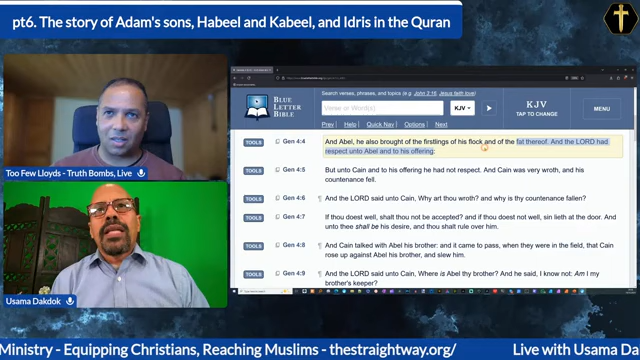 pt6. The story of Adam's sons, Habeel and Kabeel, and Idris in the Quran
Too Few Lloyds - Truth Bombs, Live
Usama Dakdok
BLUE
LETTER
BIBLE
Search verses, phrases, and topics (e.g. John 3:16, Jesus faith love)
Verse or Word(s)
KJV
KJV
TAP TO CHANGE
MENU
Prev Help Quick Nav Options Next
TOOLS Gen 4:4 And Abel, he also brought of the firstlings of his flock and of the fat thereof. And the LORD had
respect unto Abel and to his offering:
TOOLS Gen 4:5 But unto Cain and to his offering he had not respect. And Cain was very wroth, and his
countenance fell.
TOOLS Gen 4:6 ¶ And the LORD said unto Cain, Why art thou wroth? and why is thy countenance fallen?
TOOLS Gen 4:7 If thou doest well, shalt thou not be accepted? and if thou doest not well, sin lieth at the door. And
unto thee shall be his desire, and thou shalt rule over him.
TOOLS Gen 4:8 ¶ And Cain talked with Abel his brother: and it came to pass, when they were in the field, that Cain
rose up against Abel his brother, and slew him.
TOOLS Gen 4:9 ¶ And the LORD said unto Cain, Where is Abel thy brother? And he said, I know not: Am I my
brother's keeper?
Ministry - Equipping Christians, Reaching Muslims - thestraightway.org/ Live with Usama Da